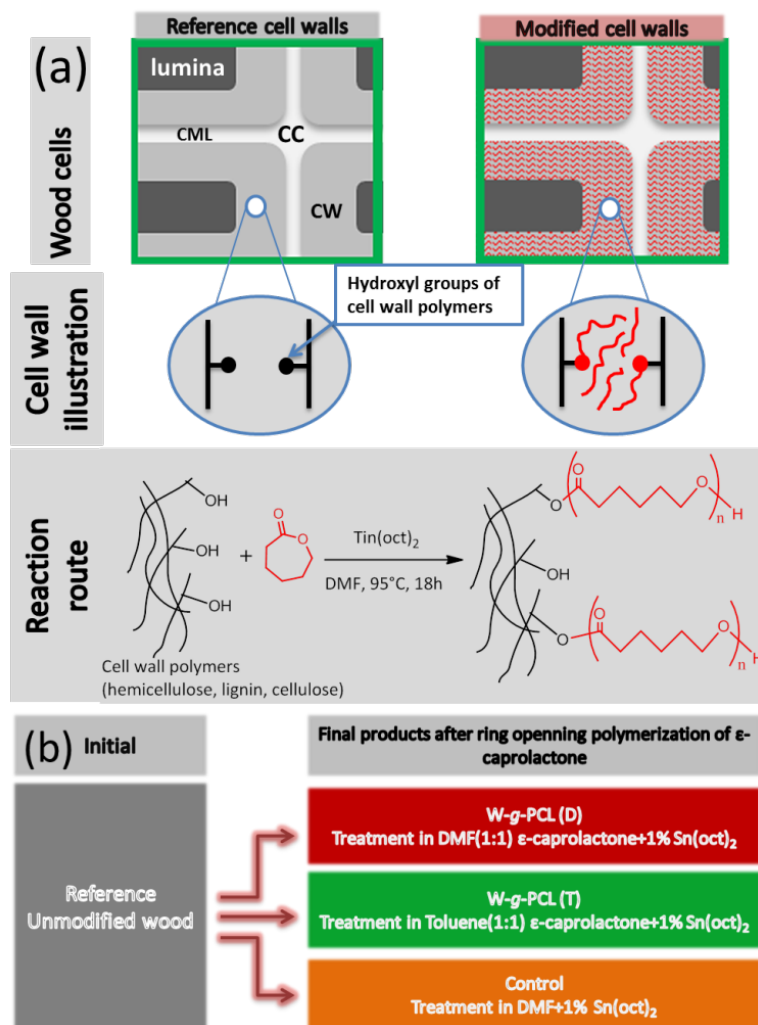 (a)
Reference cell walls
Modified cell walls
Wood cells
lumina
CML
CC
CW
Cell wall
illustration
Hydroxyl groups of
cell wall polymers
Reaction
route
OH
OH
OH
+
O
O
Tin(oct)₂
DMF, 95°C, 18h
O
O
O
n
H
OH
O
O
O
n
H
Cell wall polymers
(hemicellulose, lignin, cellulose)
(b) Initial
Final products after ring openning polymerization of ε-
caprolactone
Reference
Unmodified wood
W-g-PCL (D)
Treatment in DMF(1:1) ε-caprolactone+1% Sn(oct)₂
W-g-PCL (T)
Treatment in Toluene(1:1) ε-caprolactone+1% Sn(oct)₂
Control
Treatment in DMF+1% Sn(oct)₂